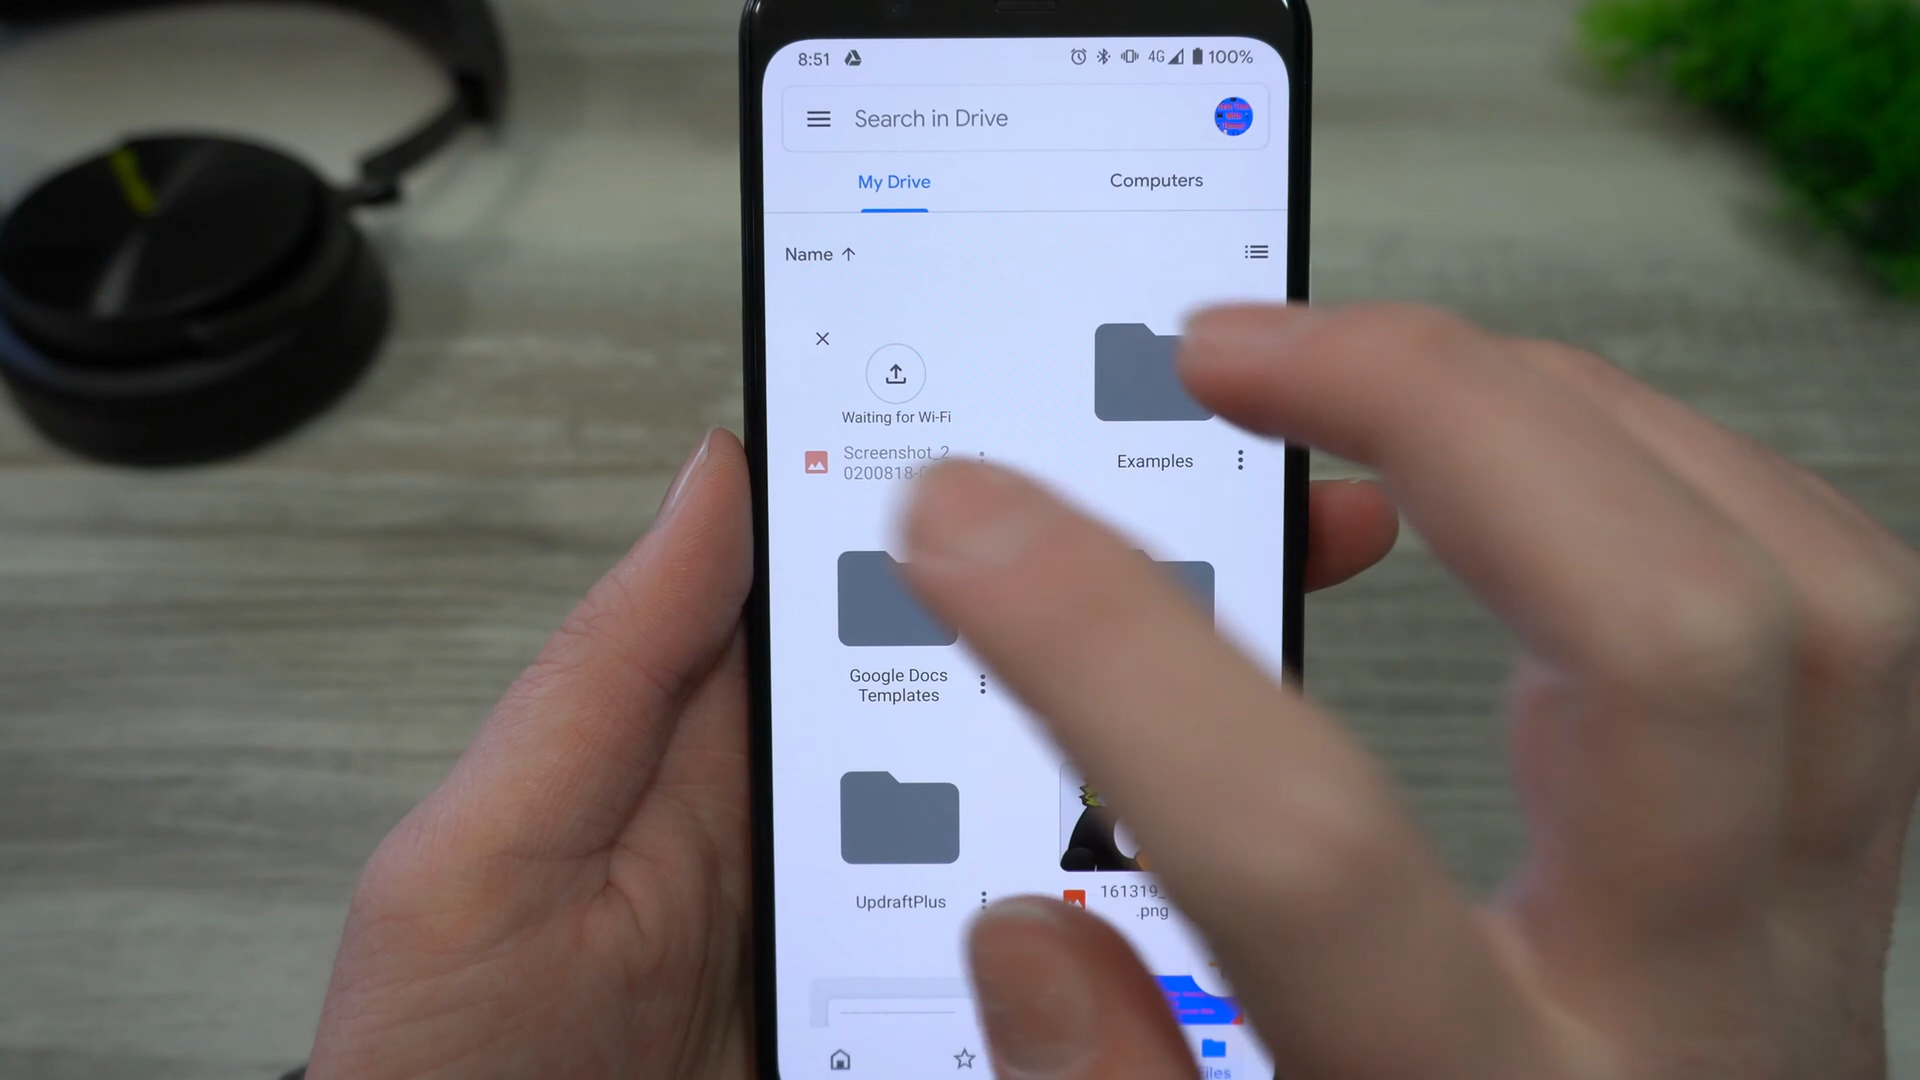 8:51
4G
100%
Search in Drive
My Drive
Computers
Name
Waiting for Wi-Fi
Screenshot_2
0200818-
Examples
Google Docs
Templates
UpdraftPlus
161319_
.png